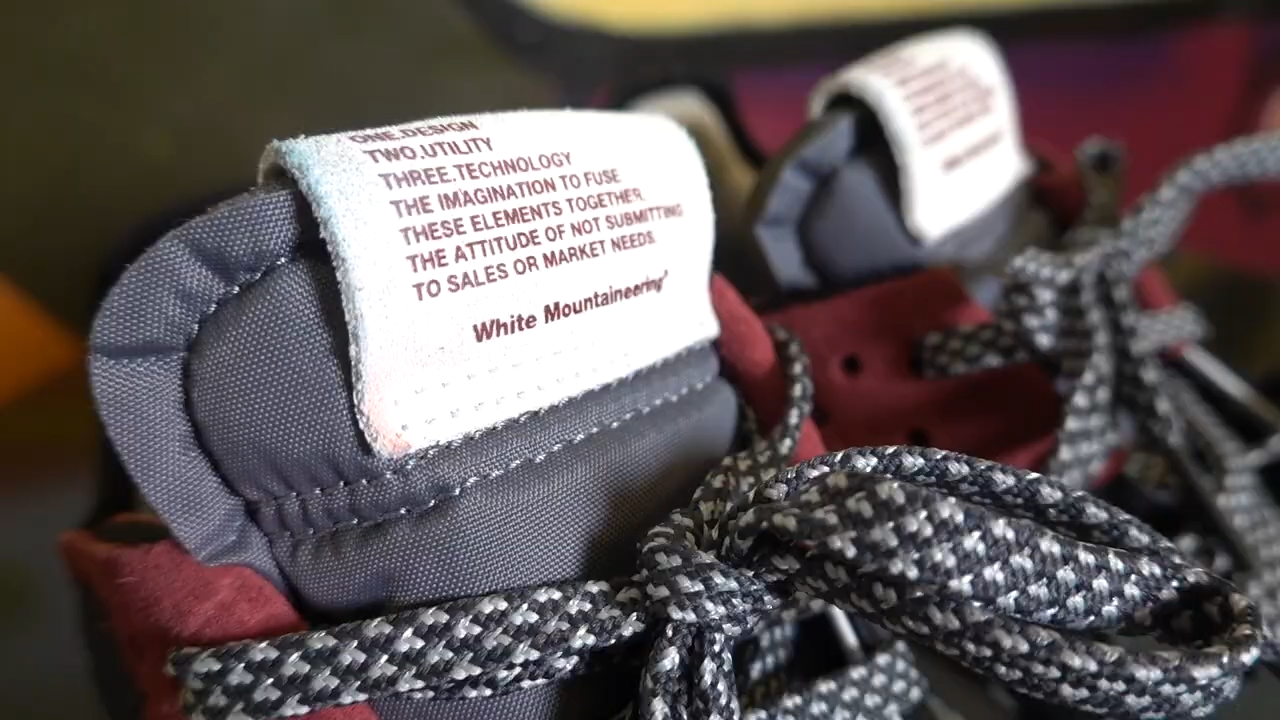 ONE.DESIGN
TWO.UTILITY
THREE.TECHNOLOGY
THE IMAGINATION TO FUSE
THESE ELEMENTS TOGETHER.
THE ATTITUDE OF NOT SUBMITTING
TO SALES OR MARKET NEEDS.
White Mountaineering®